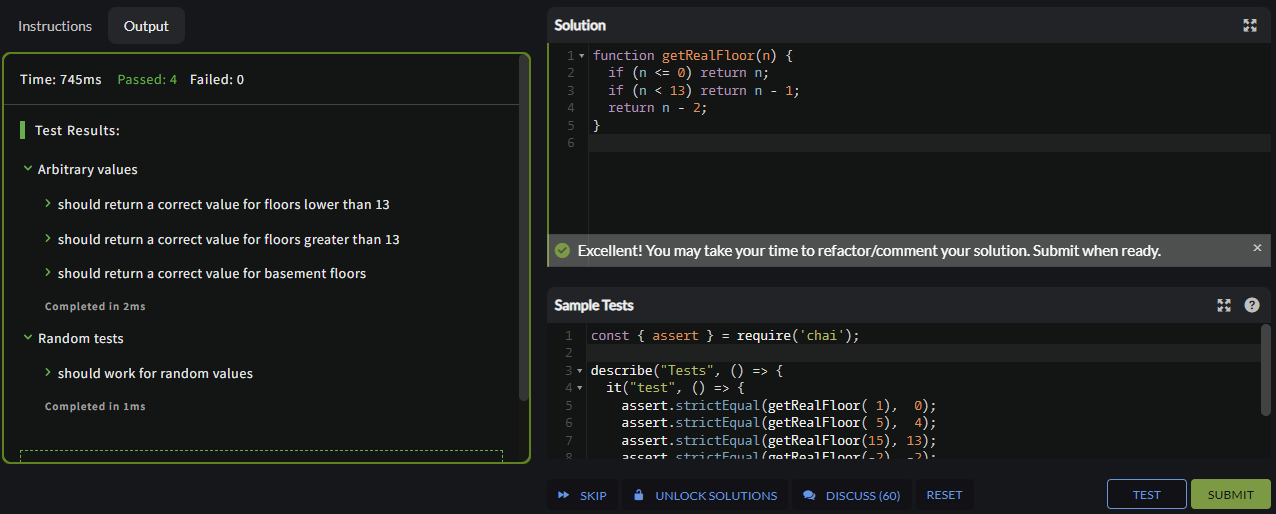 Instructions
Output
Time: 745ms Passed: 4 Failed: 0
Test Results:
Arbitrary values
should return a correct value for floors lower than 13
should return a correct value for floors greater than 13
should return a correct value for basement floors
Completed in 2ms
Random tests
should work for random values
Completed in 1ms
Solution
1 function getRealFloor(n) {
2 if (n <= 0) return n;
3 if (n < 13) return n - 1;
4 return n - 2;
5 }
6
Excellent! You may take your time to refactor/comment your solution. Submit when ready.
Sample Tests
1 const { assert } = require('chai');
2
3 describe("Tests", () => {
4 it("test", () => {
5 assert.strictEqual(getRealFloor( 1), 0);
6 assert.strictEqual(getRealFloor( 5), 4);
7 assert.strictEqual(getRealFloor(15), 13);
8 assert.strictEqual(getRealFloor(-2), -2);
SKIP
UNLOCK SOLUTIONS
DISCUSS (60)
RESET
TEST
SUBMIT